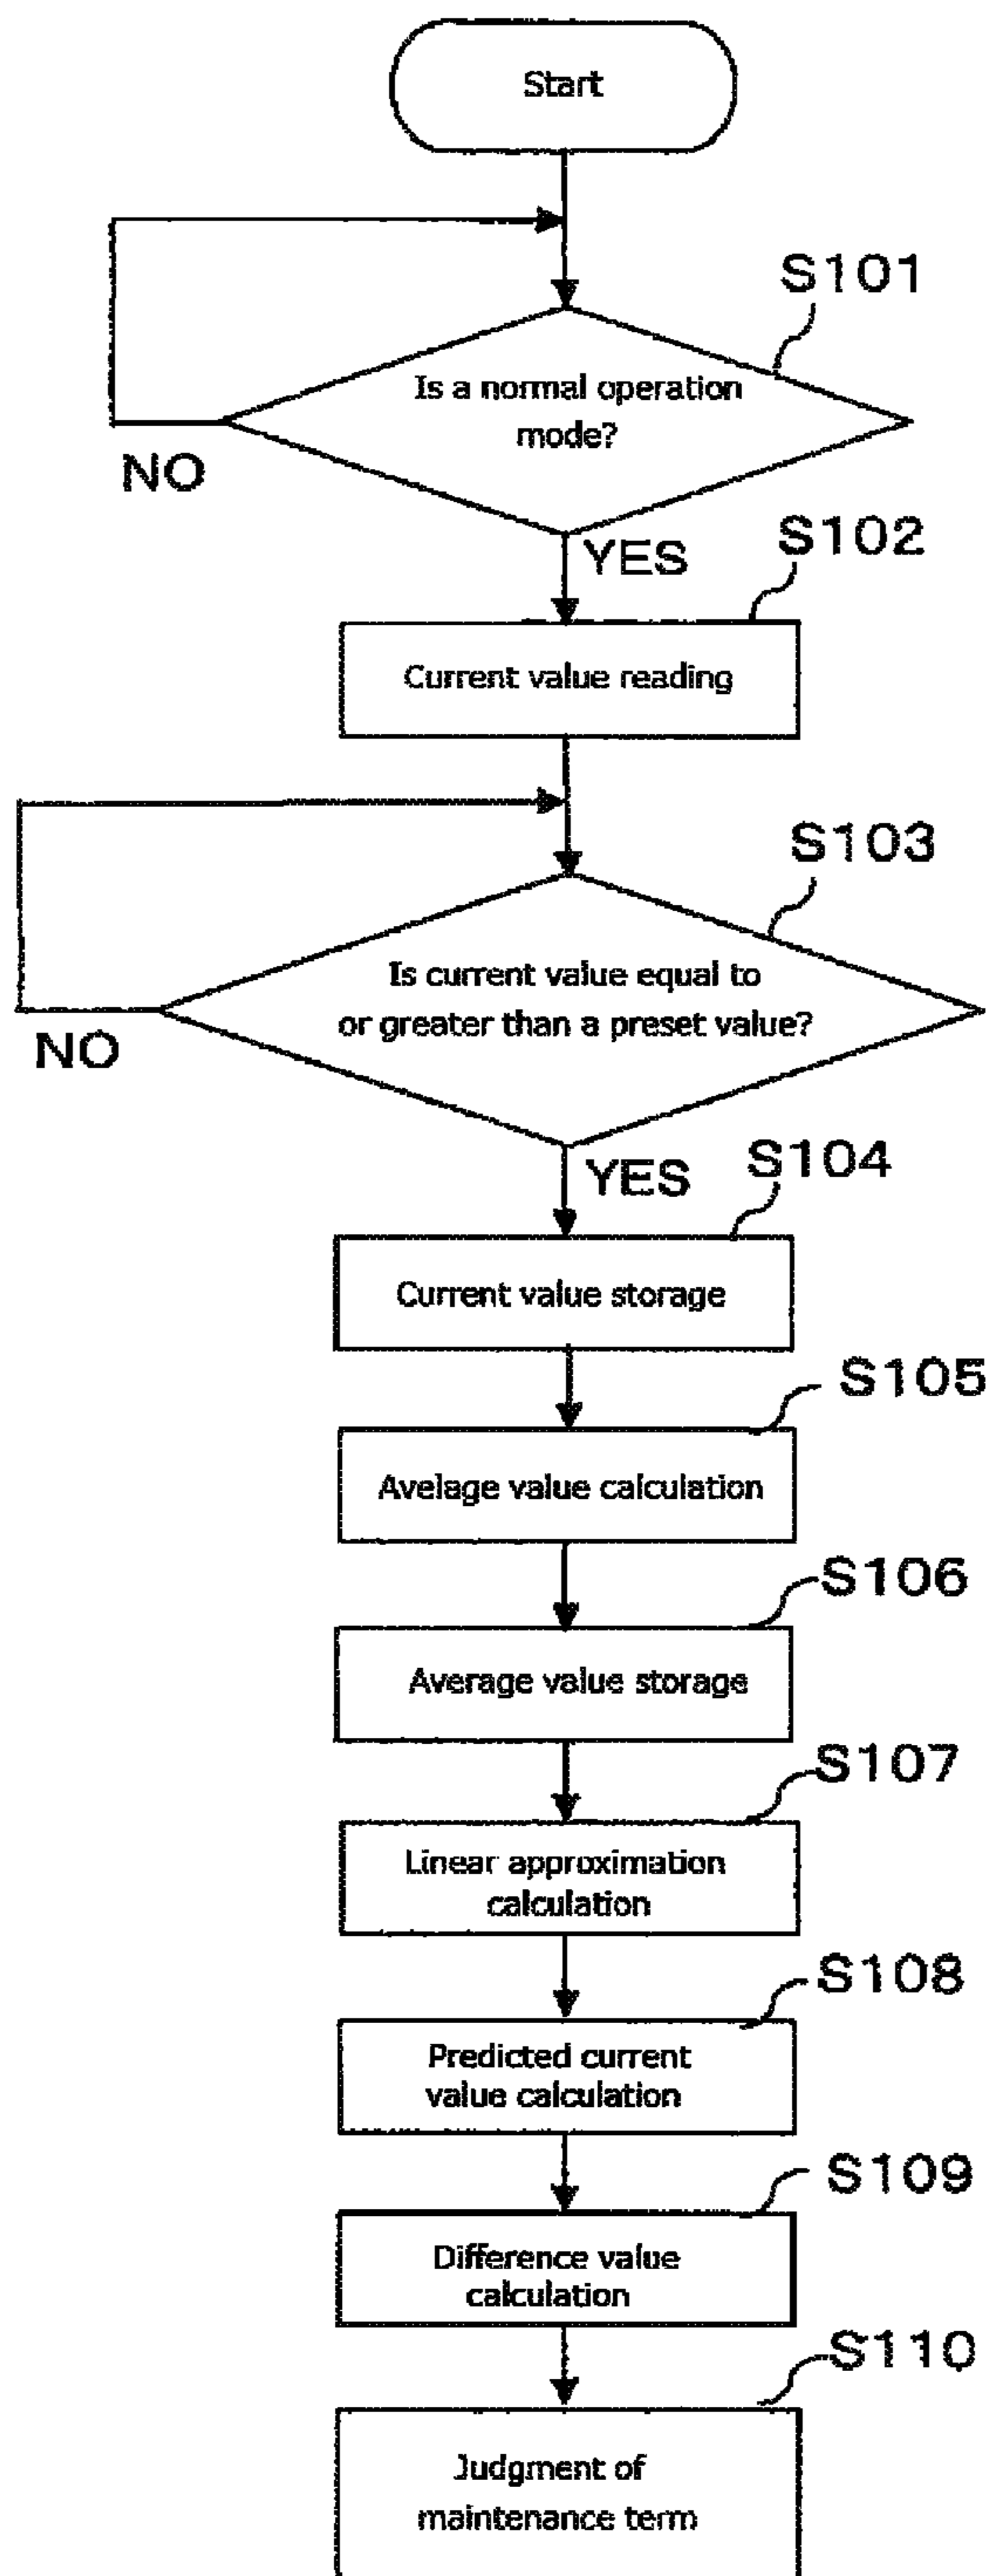 Start
S101
Is a normal operation
mode?
NO
YES
S102
Current value reading
S103
Is current value equal to
or greater than a preset value?
NO
YES
S104
Current value storage
S105
Avelage value calculation
S106
Average value storage
S107
Linear approximation
calculation
S108
Predicted current
value calculation
S109
Difference value
calculation
S110
Judgment of
maintenance term